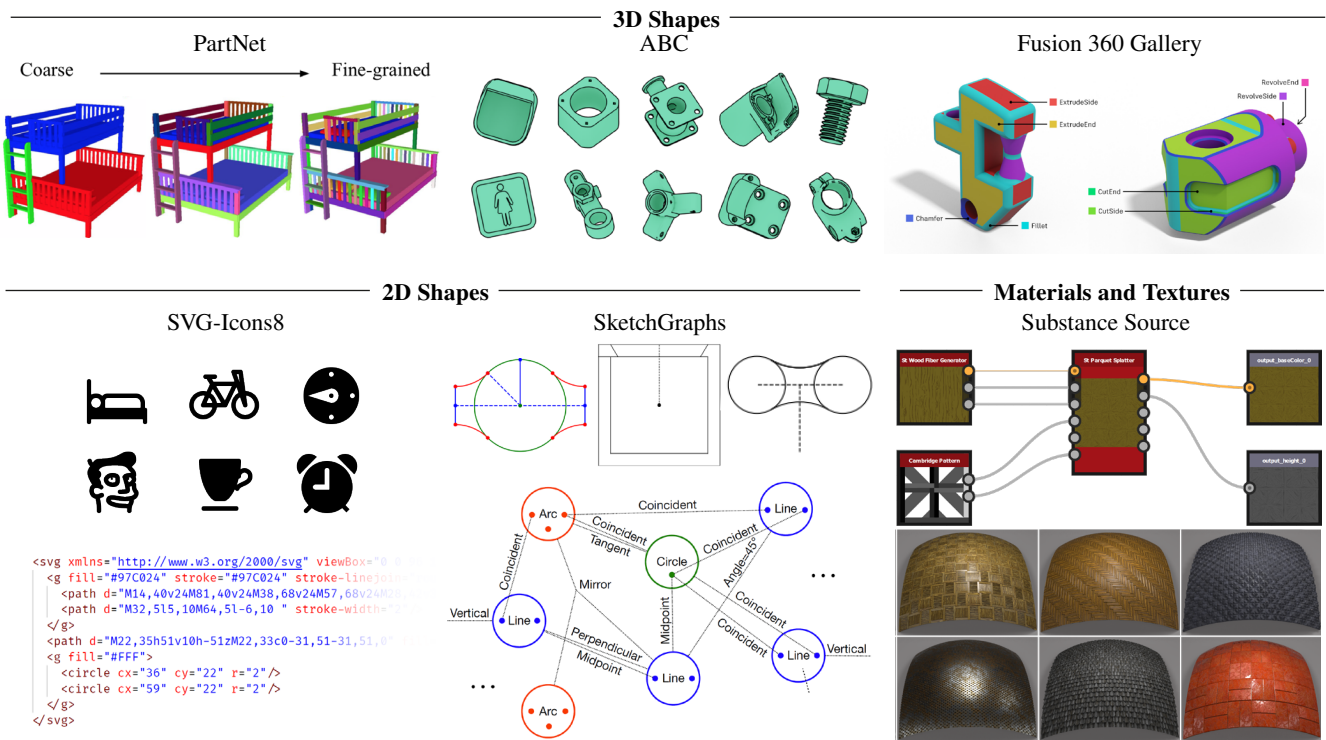 3D Shapes
PartNet
Coarse
Fine-grained
ABC
Fusion 360 Gallery
ExtrudeSide
ExtrudeEnd
Chamfer
Fillet
RevolveEnd
RevolveSide
CutEnd
CutSide
2D Shapes
SVG-Icons8
<svg xmlns="http://www.w3.org/2000/svg" viewBox="0 0
<g fill="#97C024" stroke="#97C024" stroke-linejoin
<path d="M14,40v24M81,40v24M38,68v24M57,68v24M28
<path d="M32,5l5,10M64,5l-6,10 " stroke-width="2"
</g>
<path d="M22,35h51v10h-51zM22,33c0-31,51-31,51,0"
<g fill="#FFF">
<circle cx="36" cy="22" r="2"/>
<circle cx="59" cy="22" r="2"/>
</g>
</svg>
SketchGraphs
Arc
Coincident
Line
Coincident
Tangent
Coincident
Circle
Angle=45°
Coincident
Mirror
...
Vertical
Line
Perpendicular
Midpoint
Midpoint
Coincident
Coincident
Line
Vertical
Line
...
Arc
Materials and Textures
Substance Source
St Wood Fiber Generator
St Parquet Splatter
output_baseColor_0
Cambridge Pattern
output_height_0